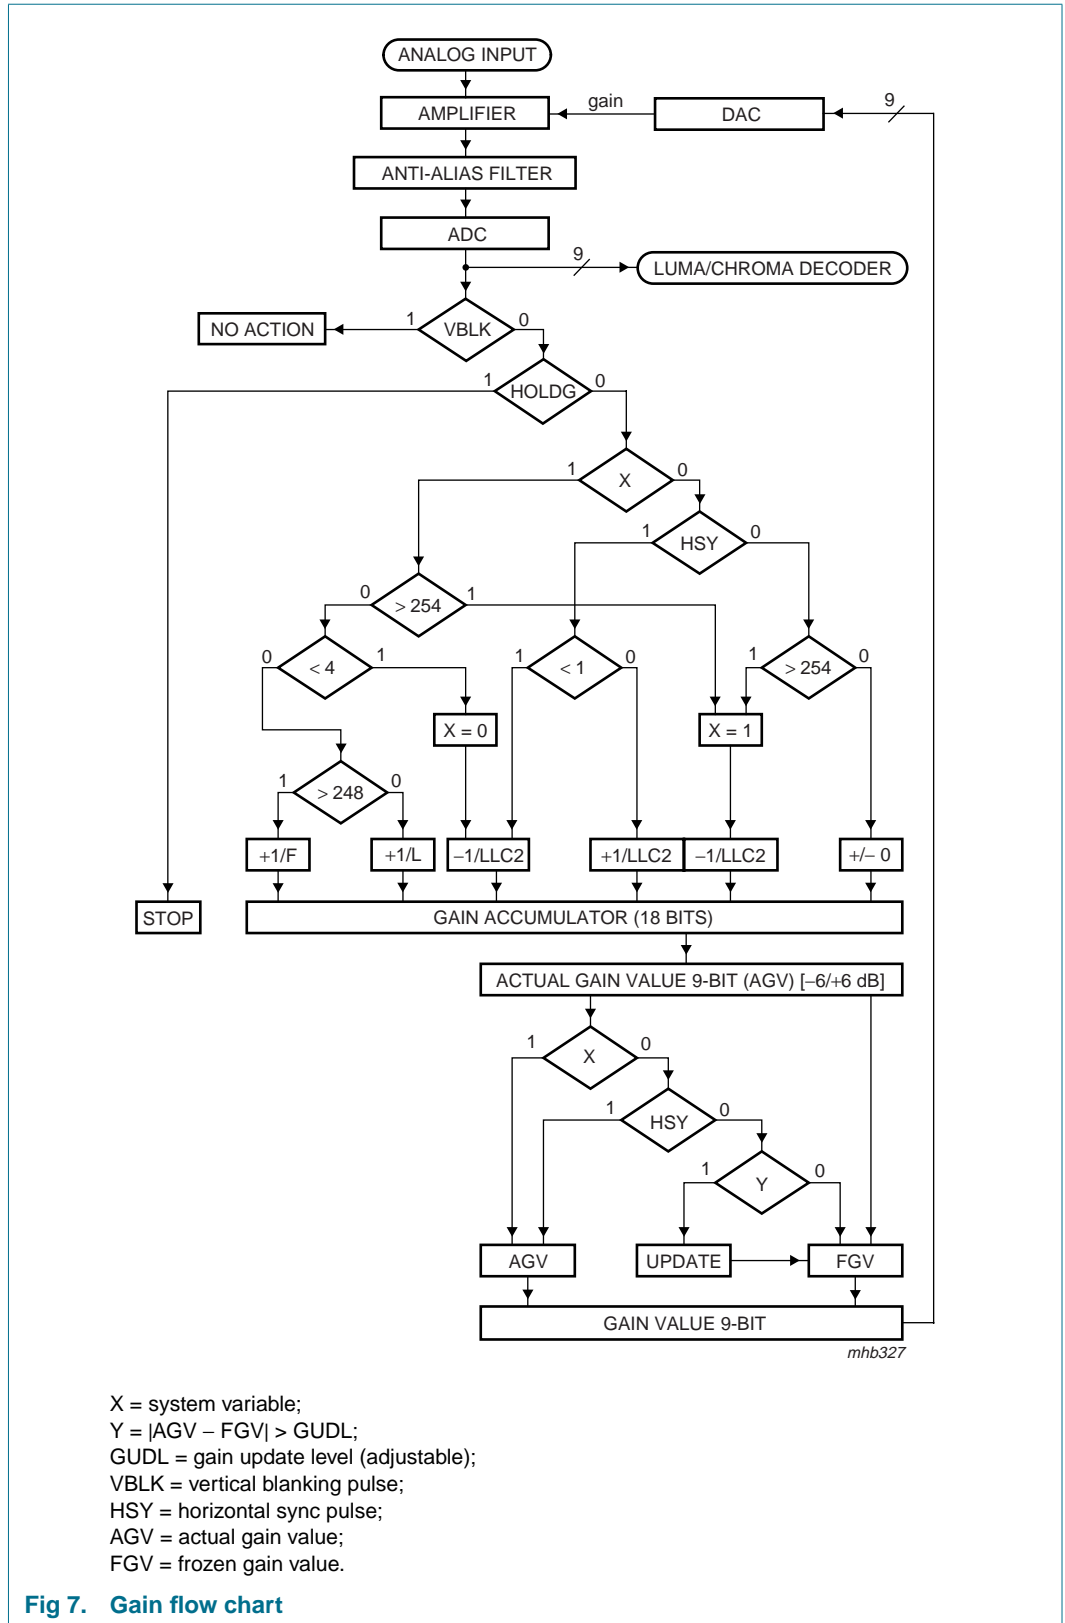 ANALOG INPUT
AMPLIFIER
gain
DAC
9
ANTI-ALIAS FILTER
ADC
9
LUMA/CHROMA DECODER
NO ACTION
1
VBLK
0
1
HOLDG
0
1
X
0
1
HSY
0
0
> 254
1
0
< 4
1
1
< 1
0
1
> 254
0
X = 0
X = 1
1
> 248
0
+1/F
+1/L
−1/LLC2
+1/LLC2
−1/LLC2
+/− 0
STOP
GAIN ACCUMULATOR (18 BITS)
ACTUAL GAIN VALUE 9-BIT (AGV) [−6/+6 dB]
1
X
0
1
HSY
0
1
Y
0
AGV
UPDATE
FGV
GAIN VALUE 9-BIT
mhb327
X = system variable;
Y = |AGV − FGV| > GUDL;
GUDL = gain update level (adjustable);
VBLK = vertical blanking pulse;
HSY = horizontal sync pulse;
AGV = actual gain value;
FGV = frozen gain value.
Fig 7. Gain flow chart